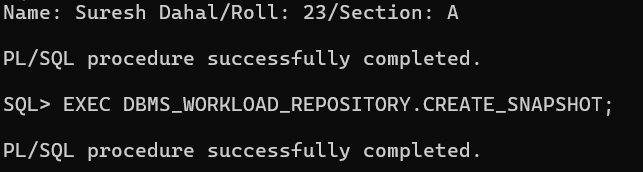 Name: Suresh Dahal/Roll: 23/Section: A
PL/SQL procedure successfully completed.
SQL> EXEC DBMS_WORKLOAD_REPOSITORY.CREATE_SNAPSHOT;
PL/SQL procedure successfully completed.